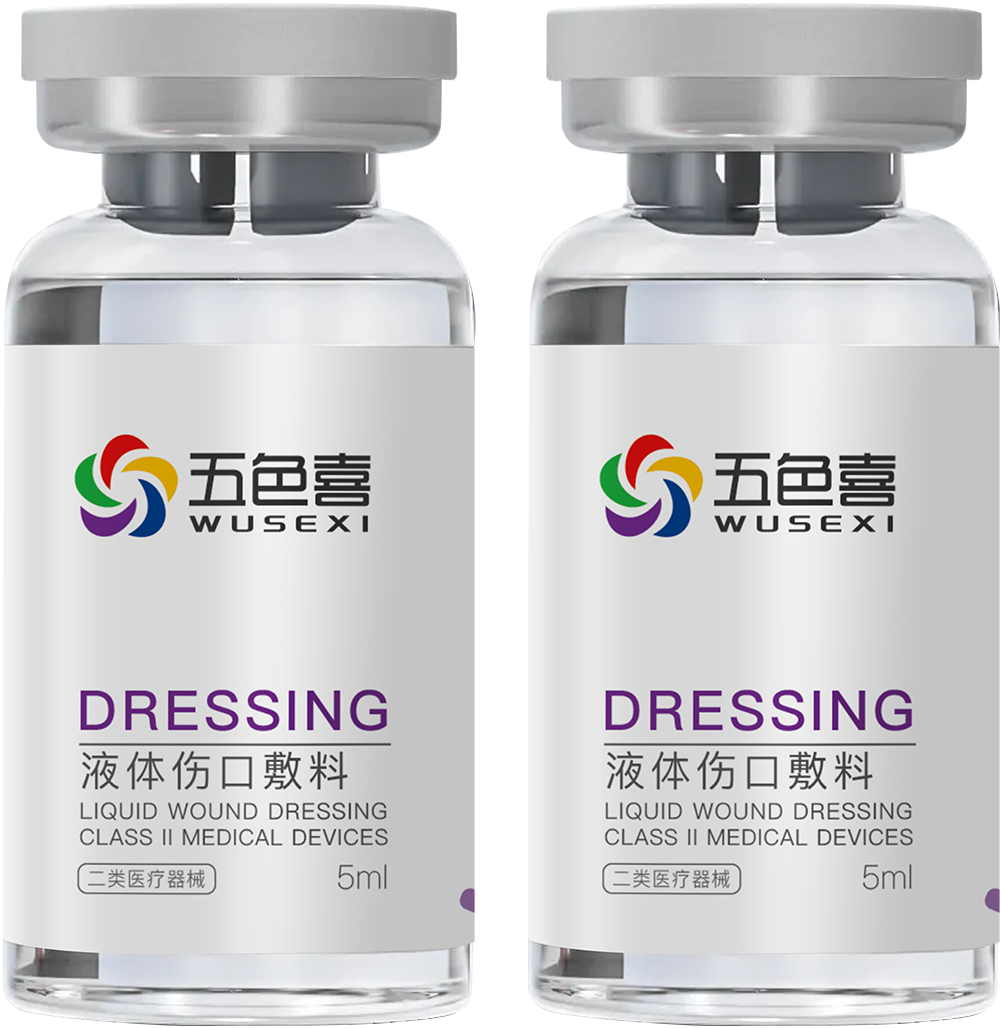 五色喜
WUSEXI
DRESSING
液体伤口敷料
LIQUID WOUND DRESSING
CLASS II MEDICAL DEVICES
二类医疗器械
5ml
五色喜
WUSEXI
DRESSING
液体伤口敷料
LIQUID WOUND DRESSING
CLASS II MEDICAL DEVICES
二类医疗器械
5ml